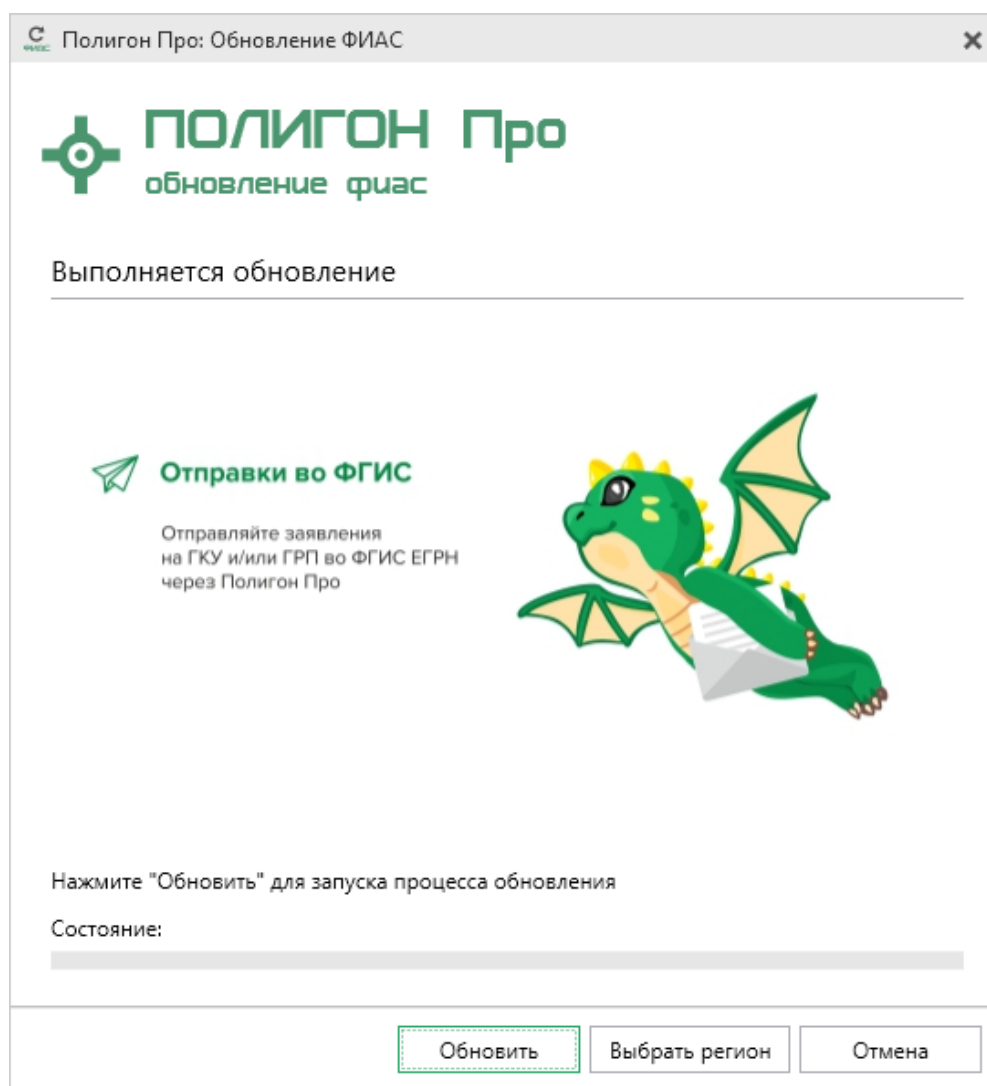 ФИАС
Полигон Про: Обновление ФИАС
ПОЛИГОН Про
обновление фиас
Выполняется обновление
Отправки во ФГИС
Отправляйте заявления
на ГКУ и/или ГРП во ФГИС ЕГРН
через Полигон Про
Нажмите "Обновить" для запуска процесса обновления
Состояние:
Обновить
Выбрать регион
Отмена